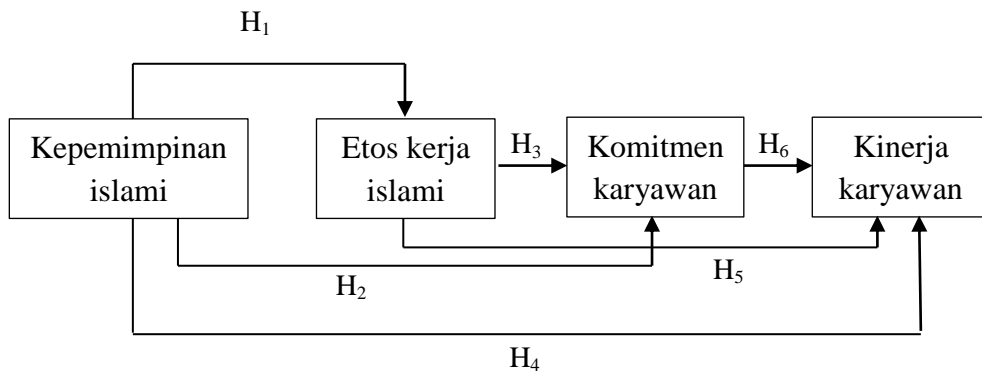 H₁
Kepemimpinan
islami
Etos kerja
islami
H₃
Komitmen
karyawan
H₆
Kinerja
karyawan
H₂
H₅
H₄